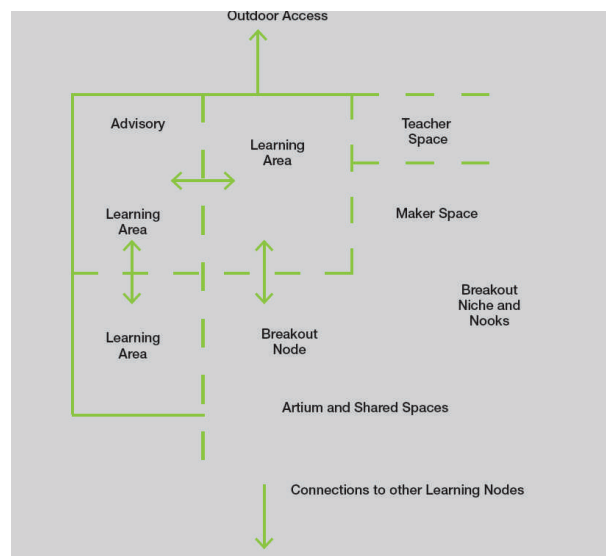 Outdoor Access
Advisory
Learning
Area
Teacher
Space
Learning
Area
Maker Space
Breakout
Niche and
Nooks
Learning
Area
Breakout
Node
Artium and Shared Spaces
Connections to other Learning Nodes